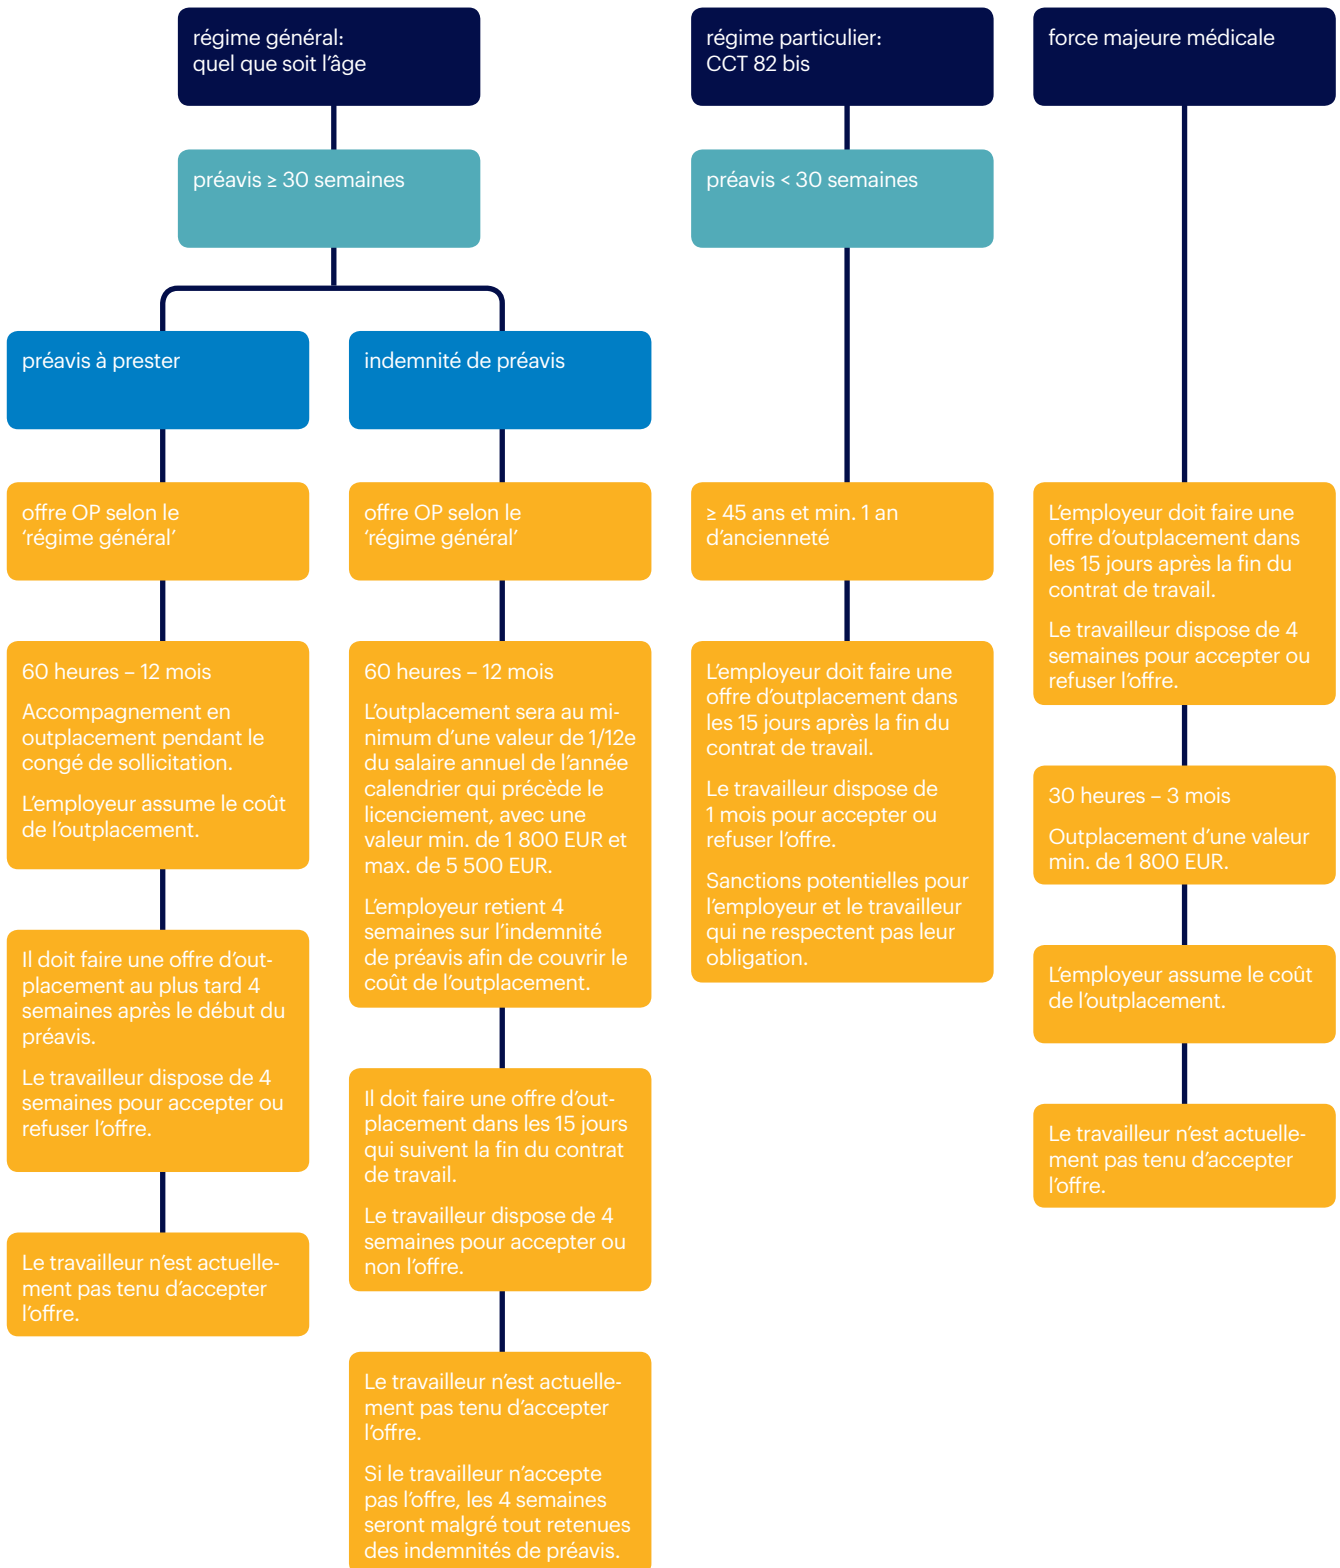 régime général:
quel que soit l’âge
préavis ≥ 30 semaines
préavis à prester
offre OP selon le
‘régime général’
60 heures – 12 mois
Accompagnement en
outplacement pendant le
congé de sollicitation.
L’employeur assume le coût
de l’outplacement.
Il doit faire une offre d’out-
placement au plus tard 4
semaines après le début du
préavis.
Le travailleur dispose de 4
semaines pour accepter ou
refuser l’offre.
Le travailleur n’est actuelle-
ment pas tenu d’accepter
l’offre.
indemnité de préavis
offre OP selon le
‘régime général’
60 heures – 12 mois
L’outplacement sera au mi-
nimum d’une valeur de 1/12e
du salaire annuel de l’année
calendrier qui précède le
licenciement, avec une
valeur min. de 1 800 EUR et
max. de 5 500 EUR.
L’employeur retient 4
semaines sur l’indemnité
de préavis afin de couvrir le
coût de l’outplacement.
Il doit faire une offre d’out-
placement dans les 15 jours
qui suivent la fin du contrat
de travail.
Le travailleur dispose de 4
semaines pour accepter ou
non l’offre.
Le travailleur n’est actuelle-
ment pas tenu d’accepter
l’offre.
Si le travailleur n’accepte
pas l’offre, les 4 semaines
seront malgré tout retenues
des indemnités de préavis.
régime particulier:
CCT 82 bis
préavis < 30 semaines
≥ 45 ans et min. 1 an
d’ancienneté
L’employeur doit faire une
offre d’outplacement dans
les 15 jours après la fin du
contrat de travail.
Le travailleur dispose de
1 mois pour accepter ou
refuser l’offre.
Sanctions potentielles pour
l’employeur et le travailleur
qui ne respectent pas leur
obligation.
force majeure médicale
L’employeur doit faire une
offre d’outplacement dans
les 15 jours après la fin du
contrat de travail.
Le travailleur dispose de 4
semaines pour accepter ou
refuser l’offre.
30 heures – 3 mois
Outplacement d’une valeur
min. de 1 800 EUR.
L’employeur assume le coût
de l’outplacement.
Le travailleur n’est actuelle-
ment pas tenu d’accepter
l’offre.